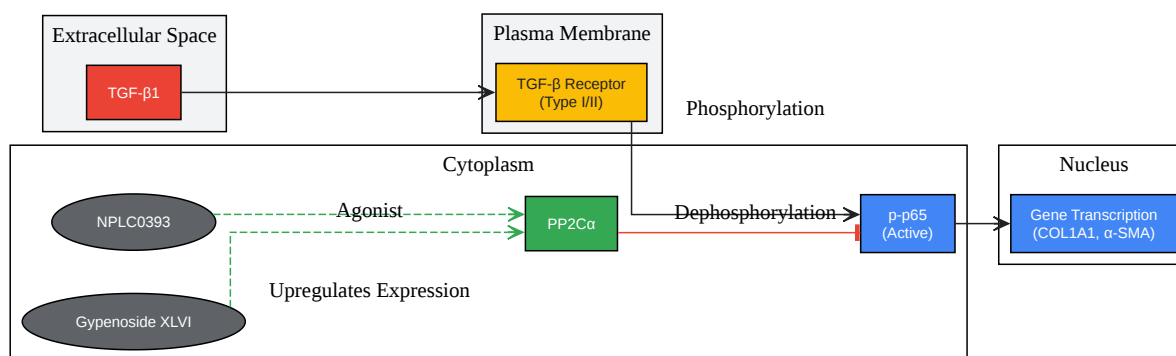 Extracellular Space
TGF-β1
Plasma Membrane
TGF-β Receptor
(Type I/II)
Phosphorylation
Cytoplasm
NPLC0393
Agonist
PP2Cα
Dephosphorylation
p-p65
(Active)
Upregulates Expression
Gypenoside XLVI
Nucleus
Gene Transcription
(COL1A1, α-SMA)